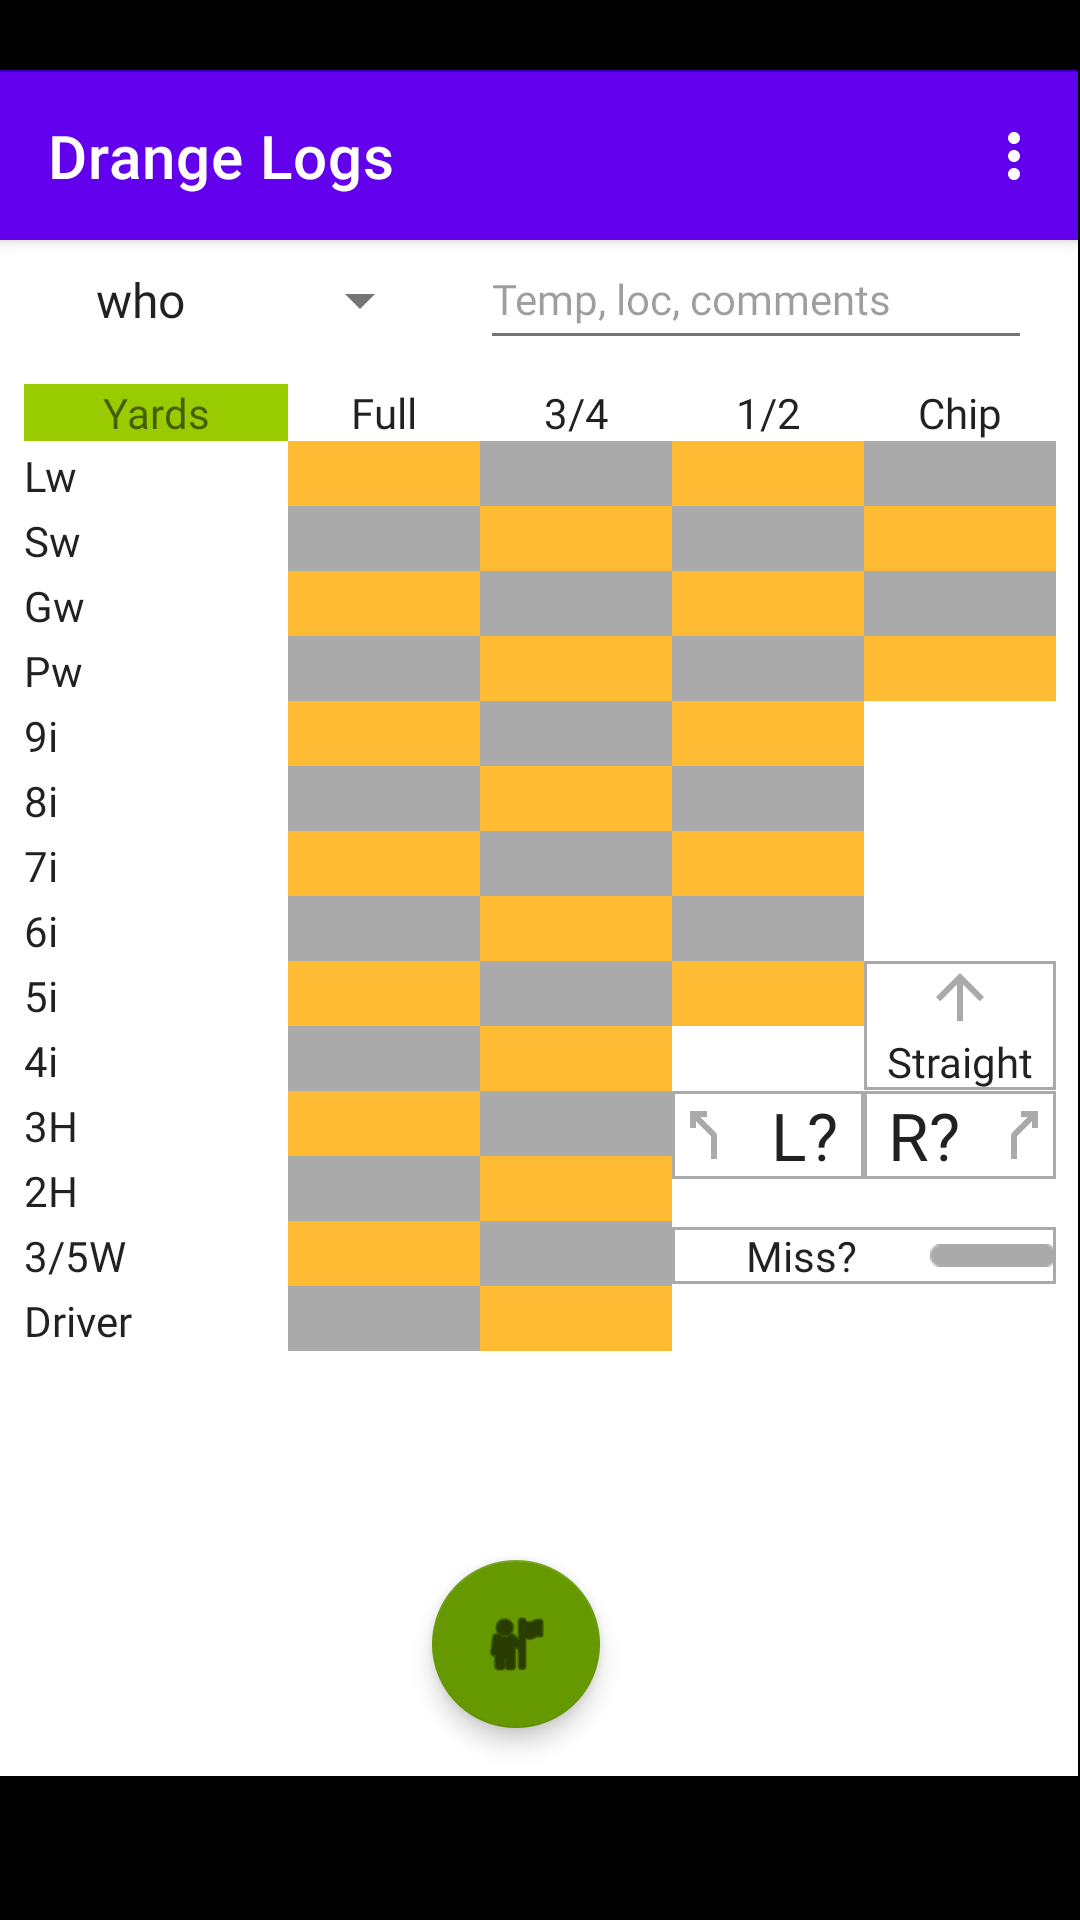 Drange Logs
who Temp, loc, comments
Yards Full 3/4 1/2 Chip
Lw
Sw
Gw
Pw
9i
8i
7i
6i
5i
4i Straight
3H L? R?
2H
3/5W Miss?
Driver